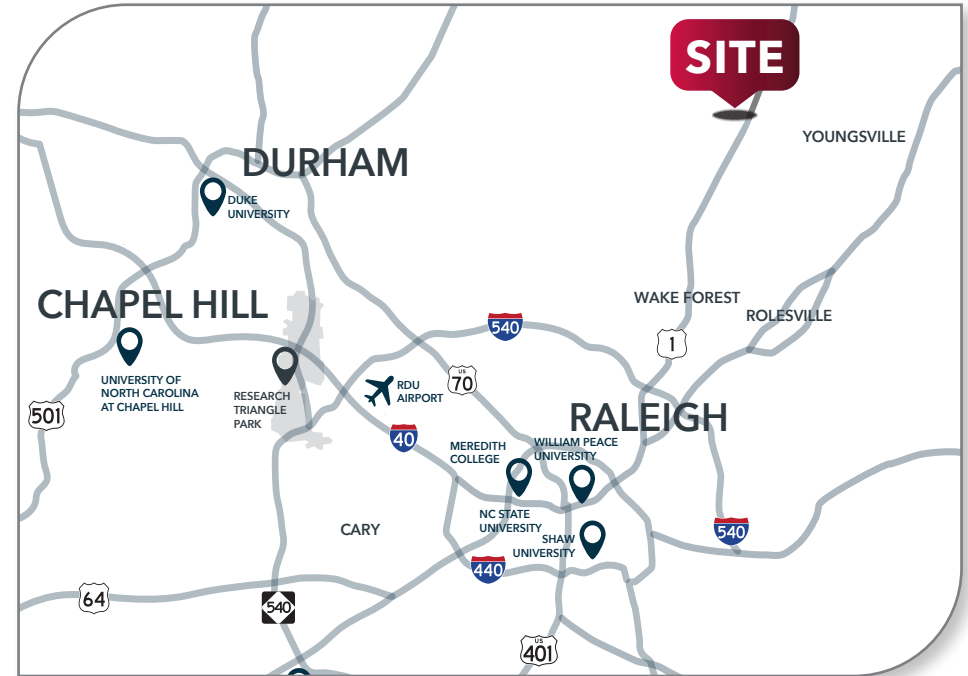 SITE
YOUNGSVILLE
DURHAM
DUKE
UNIVERSITY
CHAPEL HILL
WAKE FOREST
ROLESVILLE
540
1
UNIVERSITY OF
NORTH CAROLINA
AT CHAPEL HILL
RESEARCH
TRIANGLE
PARK
RDU
AIRPORT
US
70
501
40
RALEIGH
MEREDITH
COLLEGE
WILLIAM PEACE
UNIVERSITY
NC STATE
UNIVERSITY
SHAW
UNIVERSITY
CARY
540
440
64
540
US
401